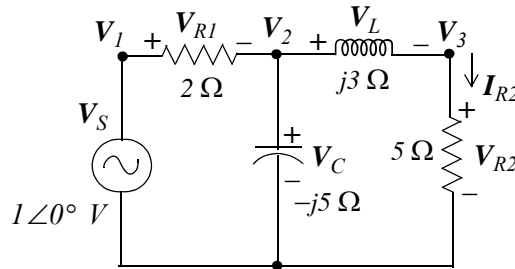 V1 + VR1 − V2 + VL − V3
2 Ω j3 Ω IR2
VS + +
VC 5 Ω VR2
1∠0° V − −j5 Ω −